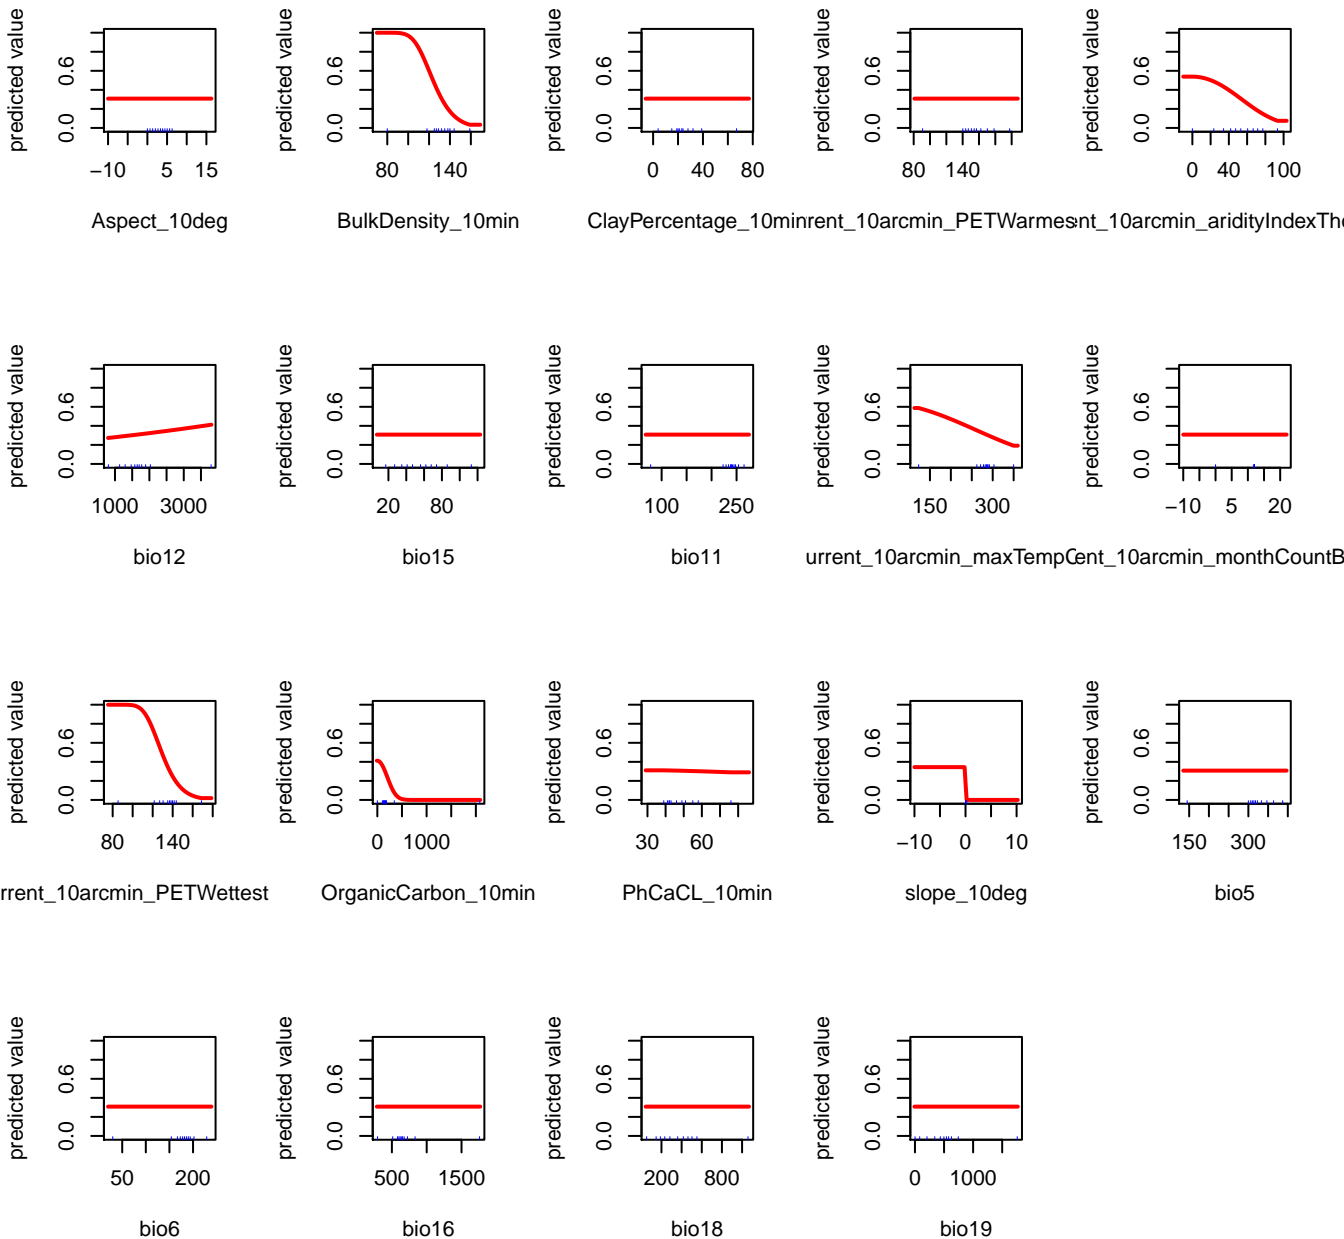 predicted value predicted value predicted value predicted value predicted value
0.0 0.6 0.0 0.6 0.0 0.6 0.0 0.6 0.0 0.6
−10 5 15 80 140 0 40 80 80 140 0 40 100
Aspect_10deg BulkDensity_10min ClayPercentage_10min rrent_10arcmin_PETWarmes nt_10arcmin_aridityIndexTho
predicted value predicted value predicted value predicted value predicted value
0.0 0.6 0.0 0.6 0.0 0.6 0.0 0.6 0.0 0.6
1000 3000 20 80 100 250 150 300 −10 5 20
bio12 bio15 bio11 urrent_10arcmin_maxTempC ent_10arcmin_monthCountB
predicted value predicted value predicted value predicted value predicted value
0.0 0.6 0.0 0.6 0.0 0.6 0.0 0.6 0.0 0.6
80 140 0 1000 30 60 −10 0 10 150 300
rrent_10arcmin_PETWettest OrganicCarbon_10min PhCaCL_10min slope_10deg bio5
predicted value predicted value predicted value predicted value
0.0 0.6 0.0 0.6 0.0 0.6 0.0 0.6
50 200 500 1500 200 800 0 1000
bio6 bio16 bio18 bio19